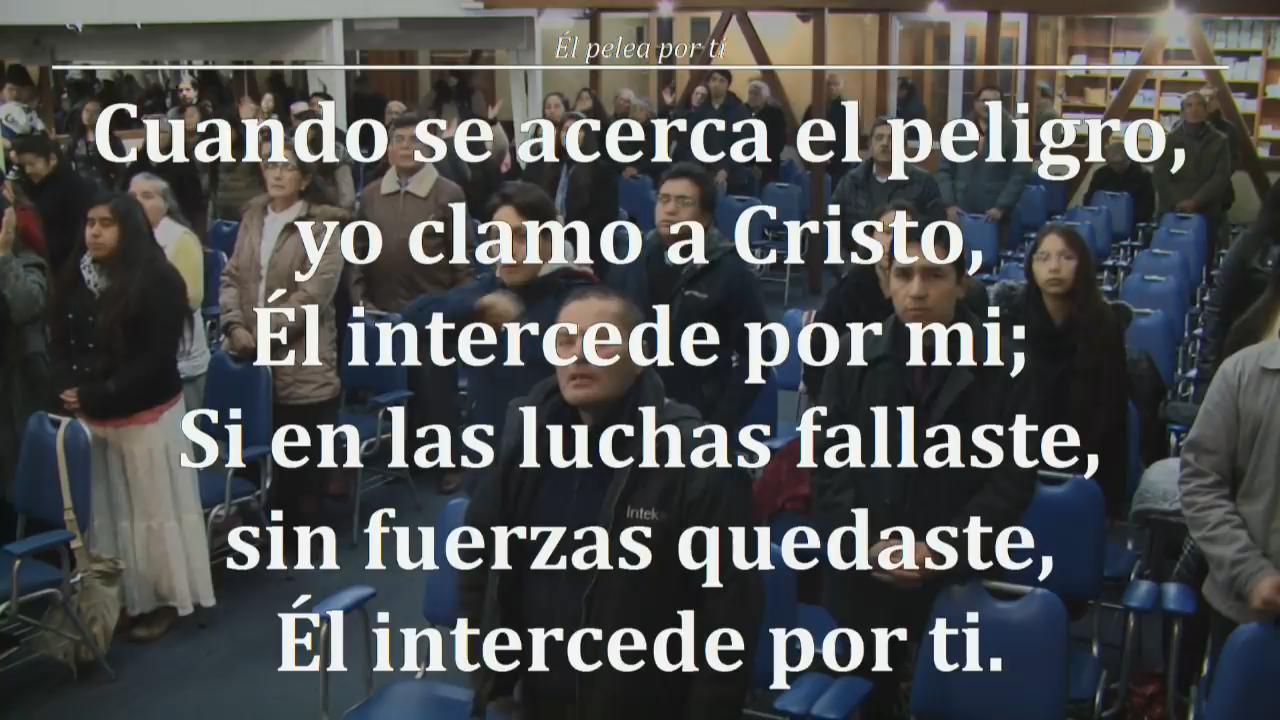 Él pelea por ti
Cuando se acerca el peligro,
yo clamo a Cristo,
Él intercede por mi;
Si en las luchas fallaste,
sin fuerzas quedaste,
Él intercede por ti.
Intek